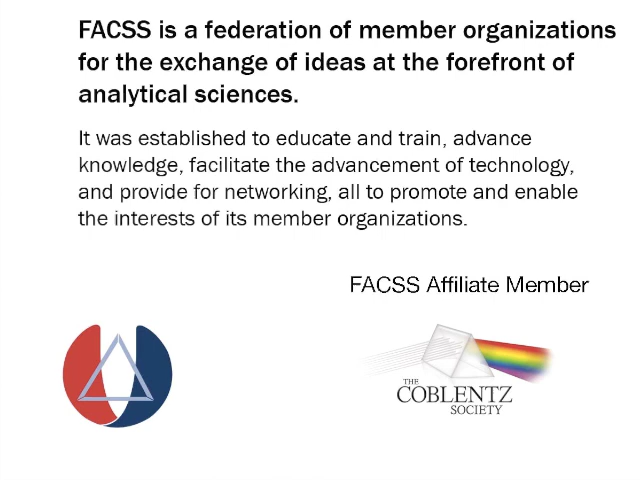 FACSS is a federation of member organizations
for the exchange of ideas at the forefront of
analytical sciences.
It was established to educate and train, advance
knowledge, facilitate the advancement of technology,
and provide for networking, all to promote and enable
the interests of its member organizations.
FACSS Affiliate Member
THE
COBLENTZ
SOCIETY